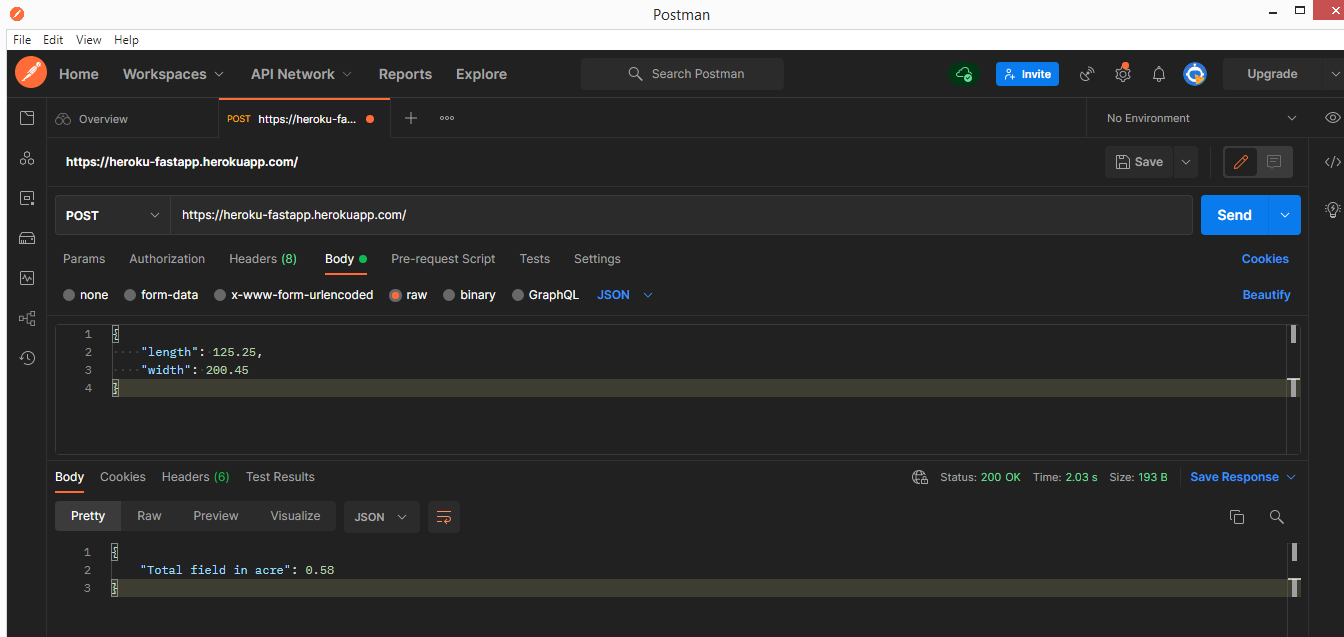 Postman
File Edit View Help
Home Workspaces API Network Reports Explore Search Postman Invite Upgrade
Overview POST https://heroku-fa... No Environment
https://heroku-fastapp.herokuapp.com/ Save
POST https://heroku-fastapp.herokuapp.com/ Send
Params Authorization Headers (8) Body Pre-request Script Tests Settings Cookies
none form-data x-www-form-urlencoded raw binary GraphQL JSON Beautify
1 {
2 ····"length": 125.25,
3 ····"width": 200.45
4 }
Body Cookies Headers (6) Test Results Status: 200 OK Time: 2.03 s Size: 193 B Save Response
Pretty Raw Preview Visualize JSON
1 {
2 "Total field in acre": 0.58
3 }